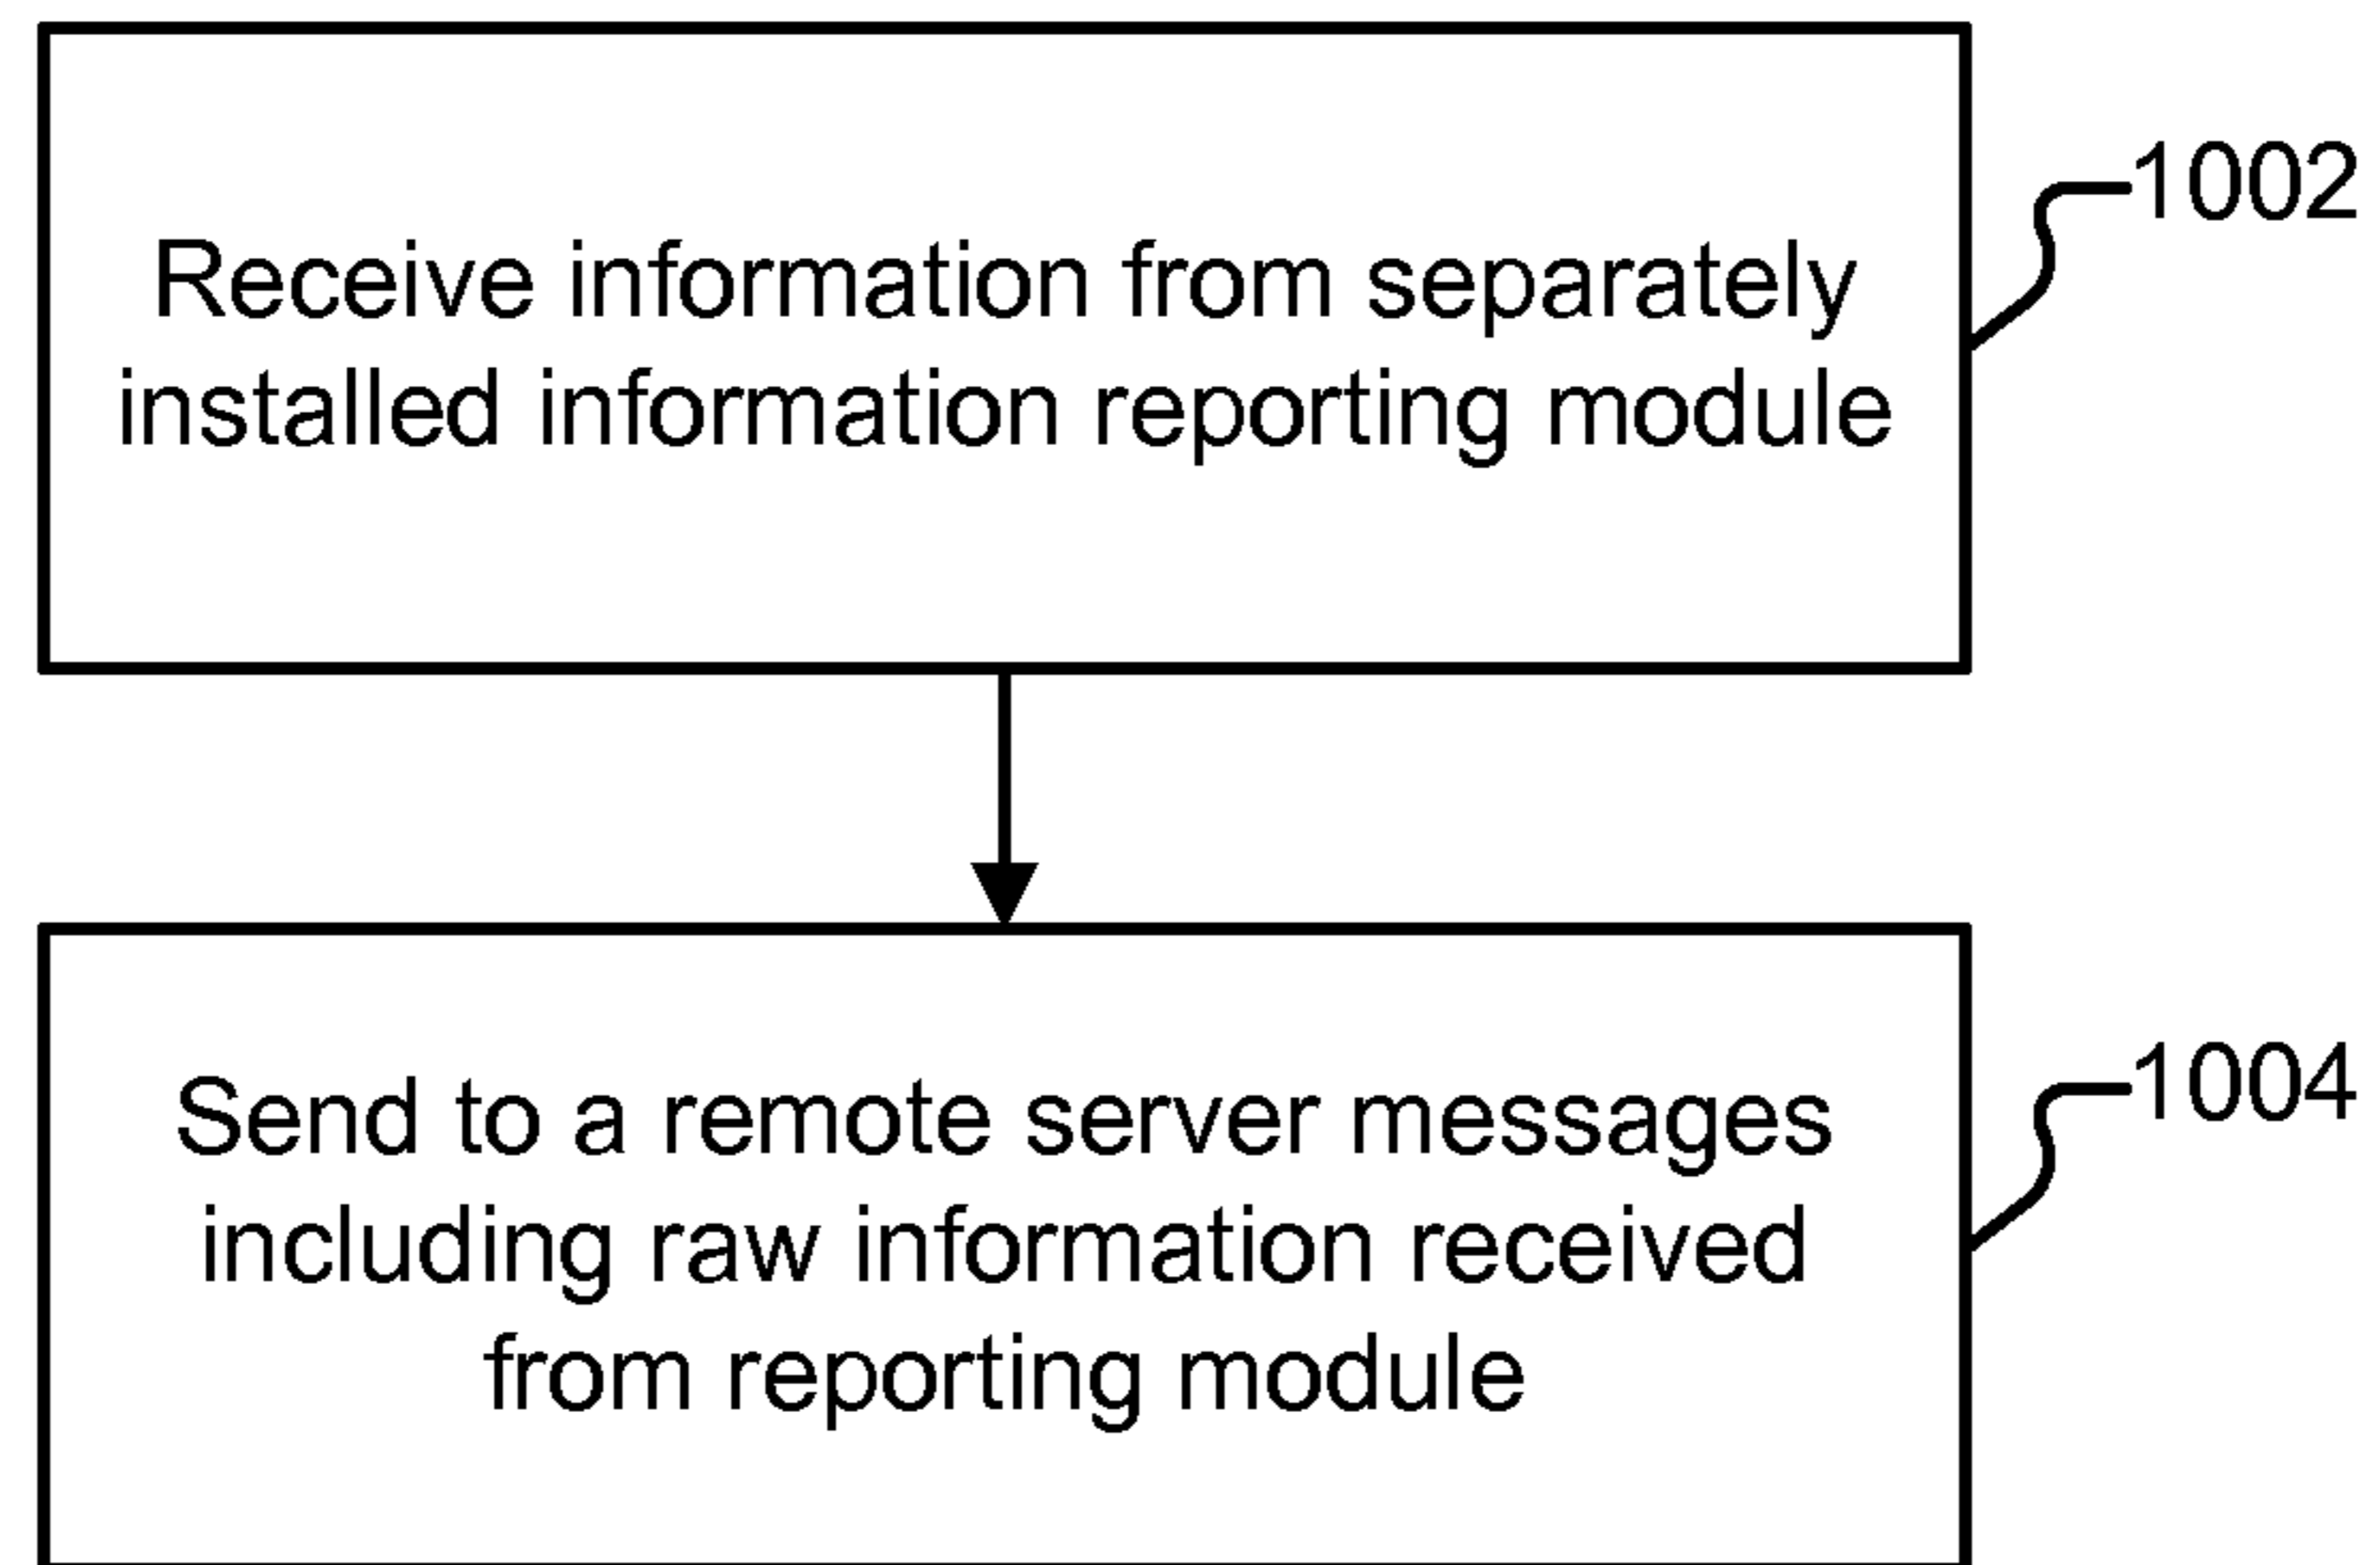 Receive information from separately
installed information reporting module
1002
Send to a remote server messages
including raw information received
from reporting module
1004